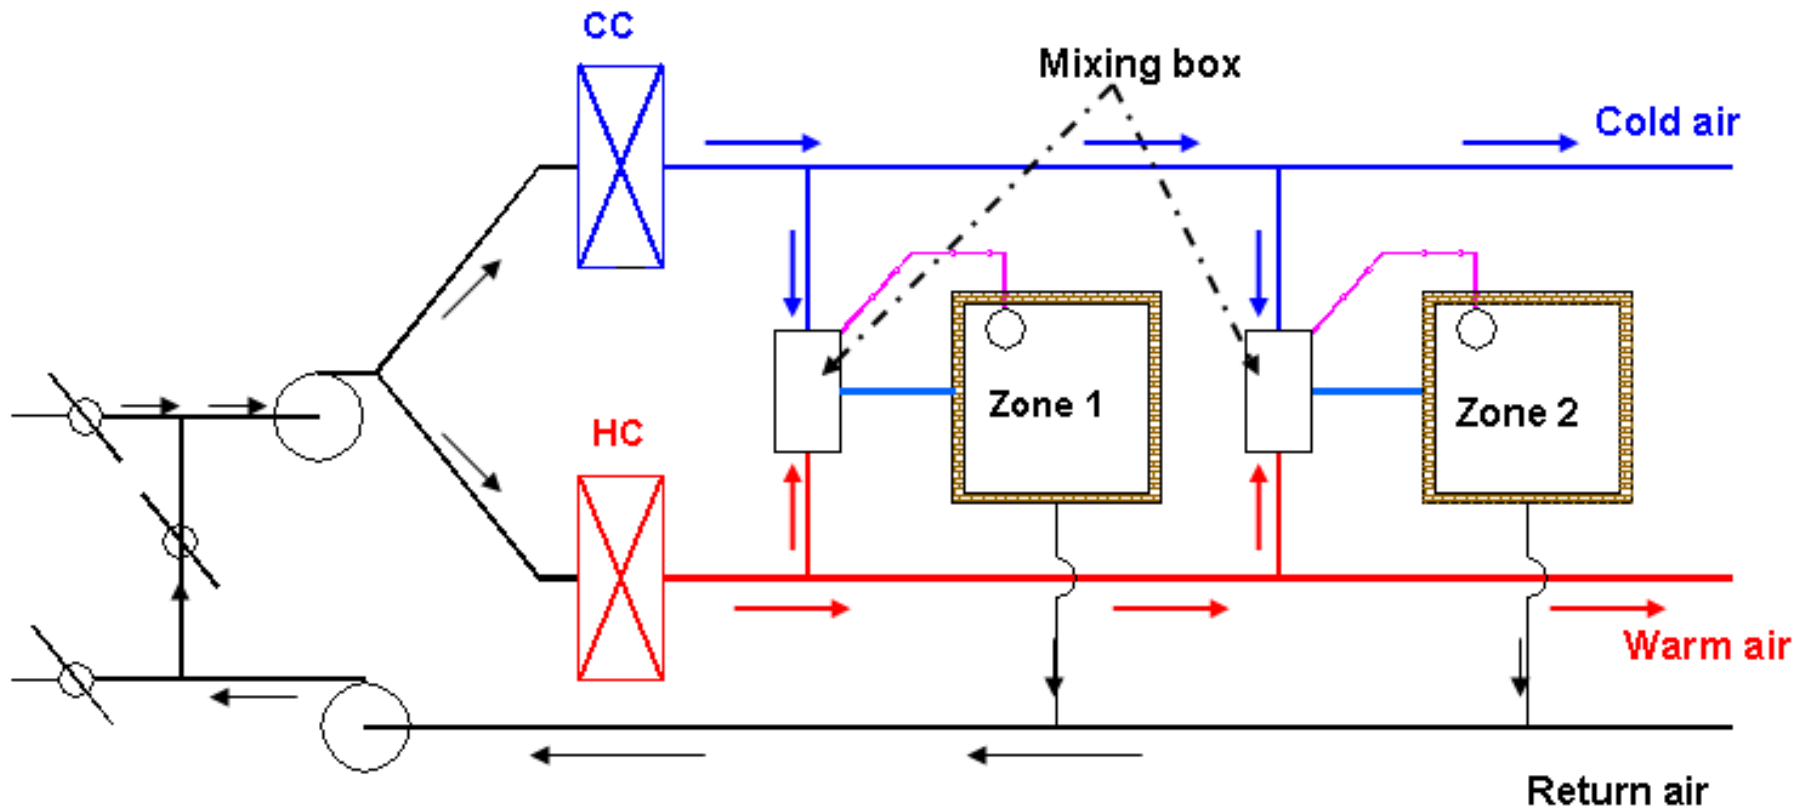 CC
Mixing box
Cold air
Zone 1
Zone 2
HC
Warm air
Return air